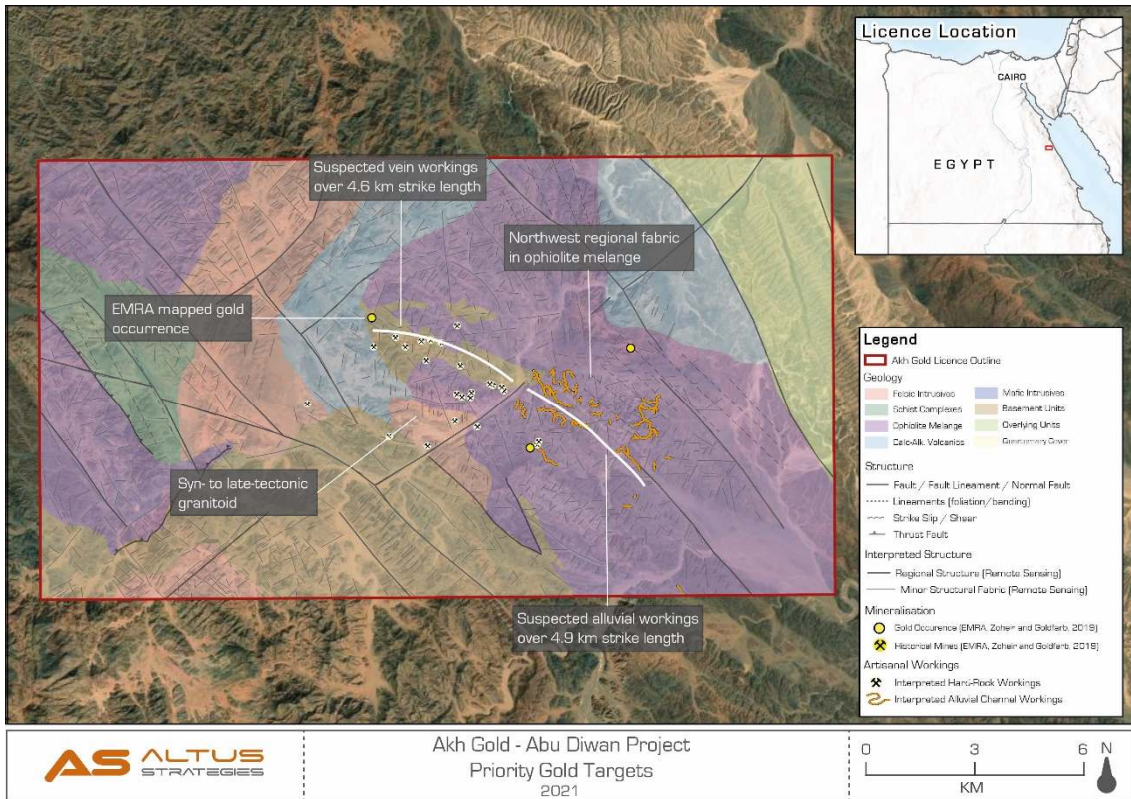 Licence Location
CAIRO
EGYPT
Suspected vein workings
over 4.6 km strike length
Northwest regional fabric
in ophiolite melange
EMRA mapped gold
occurrence
Syn- to late-tectonic
granitoid
Suspected alluvial workings
over 4.9 km strike length
Legend
Akh Gold Licence Outline
Geology
Felsic Intrusives
Schist Complexes
Ophiolite Melange
Calc-Alk. Volcanics
Mafic Intrusives
Basement Units
Overlying Units
Quaternary Cover
Structure
Fault / Fault Lineament / Normal Fault
Lineaments (foliation/bending)
Strike Slip / Shear
Thrust Fault
Interpreted Structure
Regional Structure (Remote Sensing)
Minor Structural Fabric (Remote Sensing)
Mineralisation
Gold Occurence (EMRA, Zoheir and Goldfarb, 2019)
Historical Mines (EMRA, Zoheir and Goldfarb, 2019)
Artisanal Workings
Interpreted Hard-Rock Workings
Interpreted Alluvial Channel Workings
AS ALTUS
STRATEGIES
Akh Gold - Abu Diwan Project
Priority Gold Targets
2021
0 3 6
KM
N